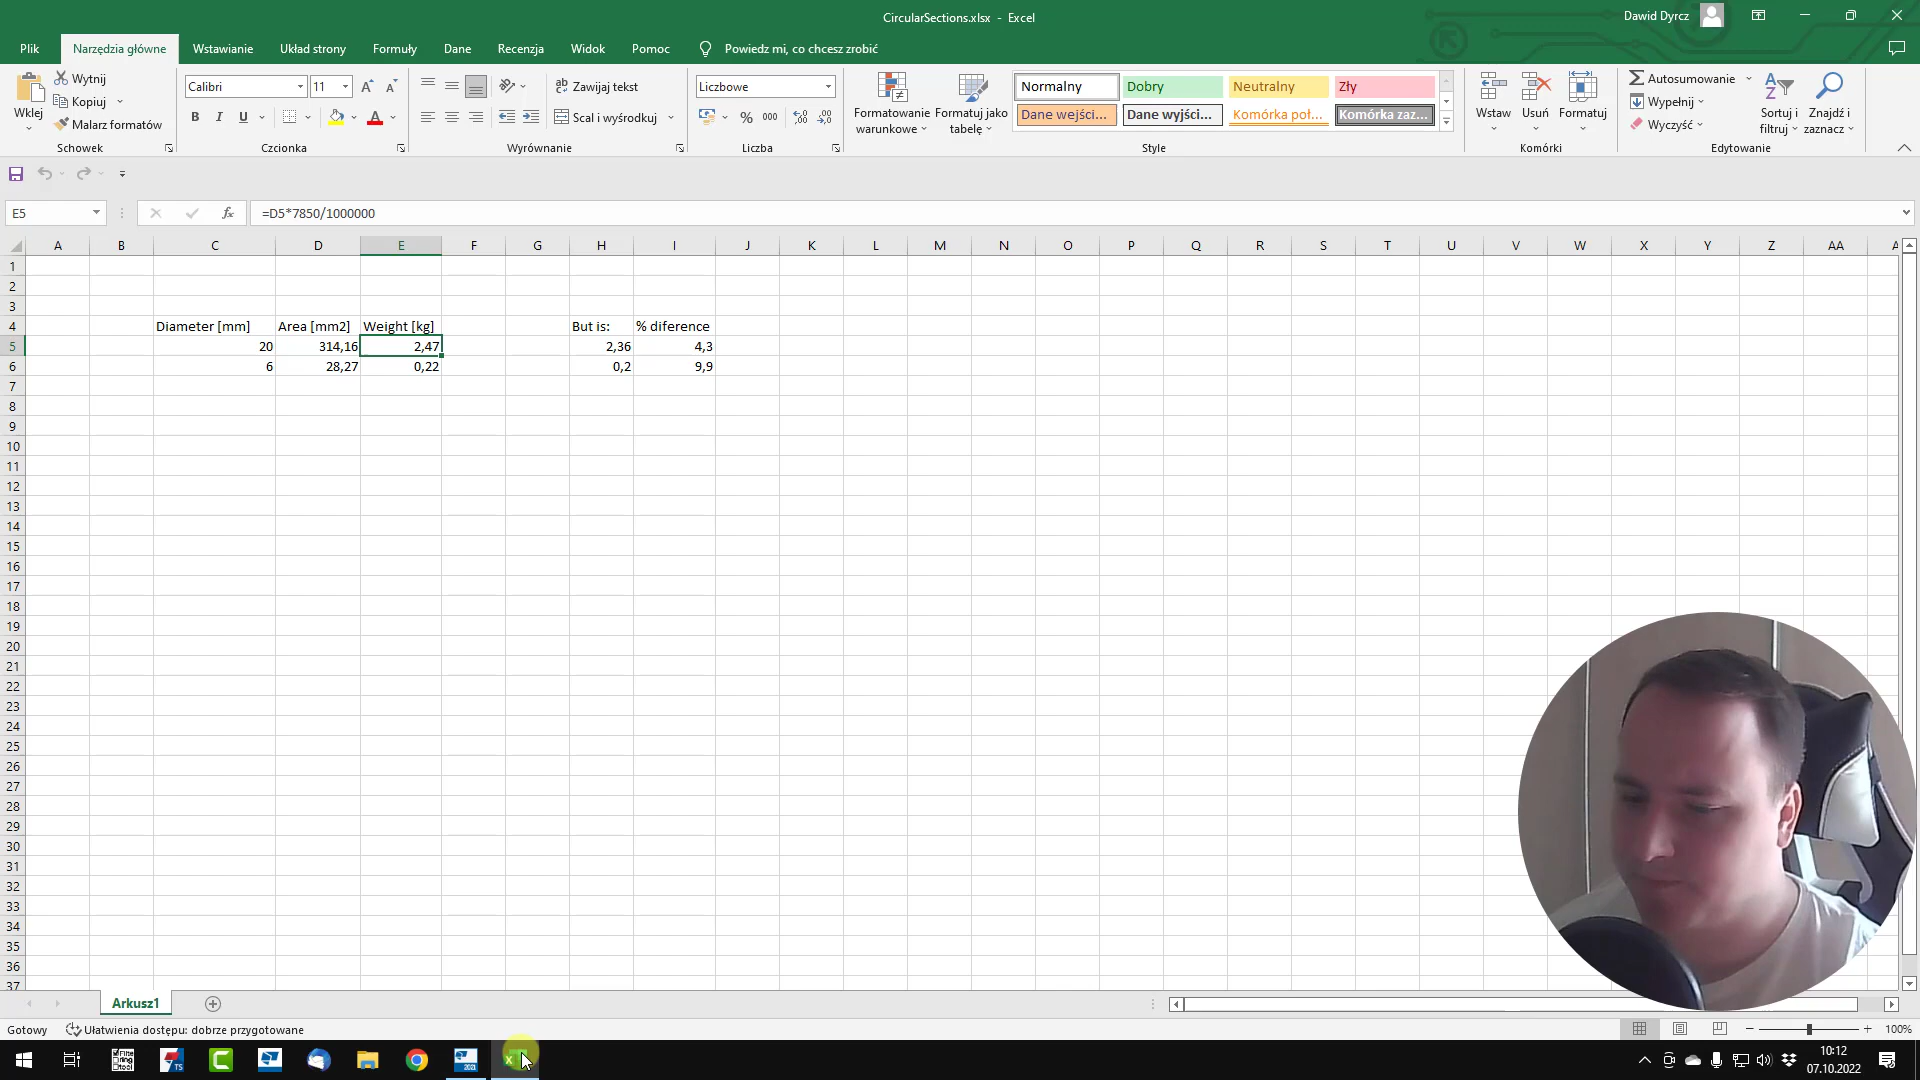 CircularSections.xlsx - Excel
Dawid Dyrcz
Plik Narzędzia główne Wstawianie Układ strony Formuły Dane Recenzja Widok Pomoc Powiedz mi, co chcesz zrobić
Wklej
Wytnij
Kopiuj
Malarz formatów
Schowek
Calibri 11
B I U
Czcionka
Zawijaj tekst
Scal i wyśrodkuj
Wyrównanie
Liczbowe
% 000
Liczba
Formatowanie warunkowe
Formatuj jako tabelę
Normalny Dobry Neutralny Zły
Dane wejści... Dane wyjści... Komórka poł... Komórka zaz...
Style
Wstaw Usuń Formatuj
Komórki
Autosumowanie
Wypełnij
Wyczyść
Sortuj i filtruj
Znajdź i zaznacz
Edytowanie
E5 fx =D5*7850/1000000
A B C D E F G H I J K L M N O P Q R S T U V W X Y Z AA
1
2
3
4 Diameter [mm] Area [mm2] Weight [kg] But is: % diference
5 20 314,16 2,47 2,36 4,3
6 6 28,27 0,22 0,2 9,9
7
8
9
10
11
12
13
14
15
16
17
18
19
20
21
22
23
24
25
26
27
28
29
30
31
32
33
34
35
36
37
Arkusz1
Gotowy Ułatwienia dostępu: dobrze przygotowane
100%
10:12
07.10.2022